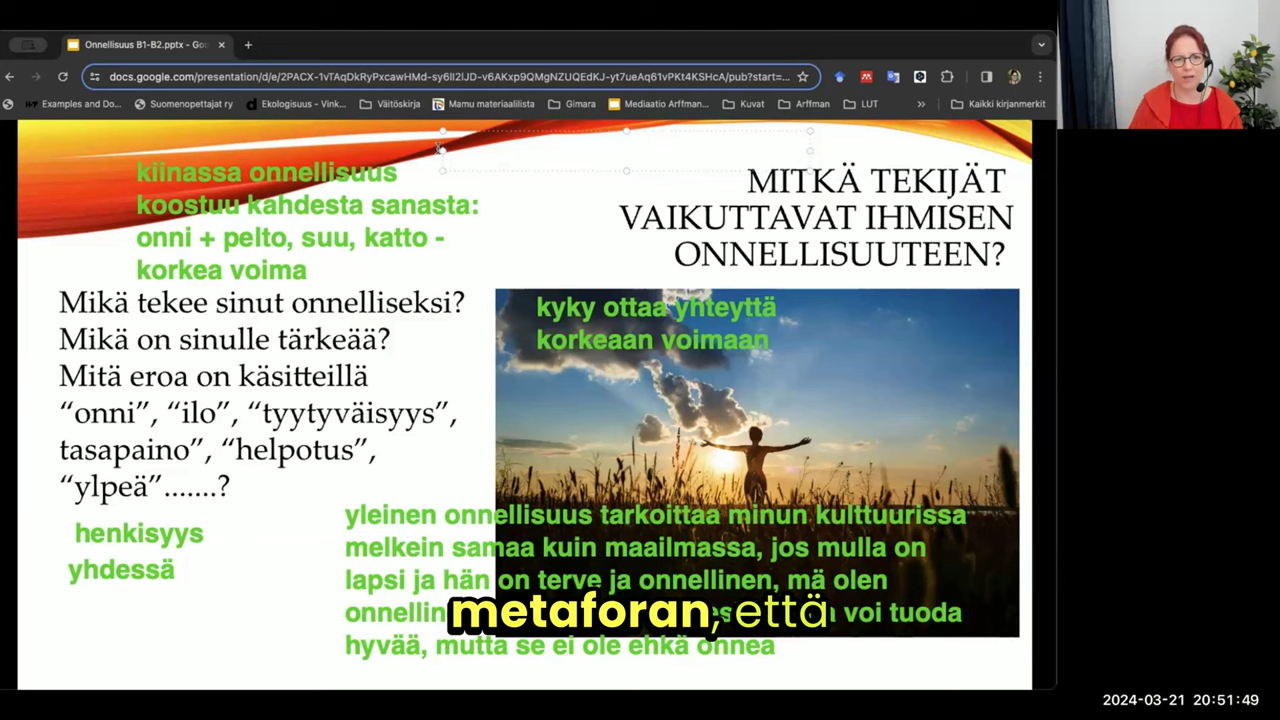 Onnellisuus B1-B2.pptx - Goo
docs.google.com/presentation/d/e/2PACX-1vTAqDkRyPxcawHMd-sy6Il2IJD-v6AKxp9QMgNZUQEdKJ-yt7ueAq61vPKt4KSHcA/pub?start=...
Examples and Do... Suomenopettajat ry Ekologisuus - Vink... Väitöskirja Mamu materiaalilista Gimara Mediaatio Arffman... Kuvat Arffman LUT » Kaikki kirjanmerkit
kiinassa onnellisuus
koostuu kahdesta sanasta:
onni + pelto, suu, katto -
korkea voima
MITKÄ TEKIJÄT
VAIKUTTAVAT IHMISEN
ONNELLISUUTEEN?
Mikä tekee sinut onnelliseksi?
Mikä on sinulle tärkeää?
Mitä eroa on käsitteillä
“onni”, “ilo”, “tyytyväisyys”,
tasapaino”, “helpotus”,
“ylpeä”.......?
kyky ottaa yhteyttä
korkeaan voimaan
henkisyys
yhdessä
yleinen onnellisuus tarkoittaa minun kulttuurissa
melkein samaa kuin maailmassa, jos mulla on
lapsi ja hän on terve ja onnellinen, mä olen
voi tuoda
hyvää, mutta se ei ole ehkä onnea
metaforan, että
2024-03-21 20:51:49